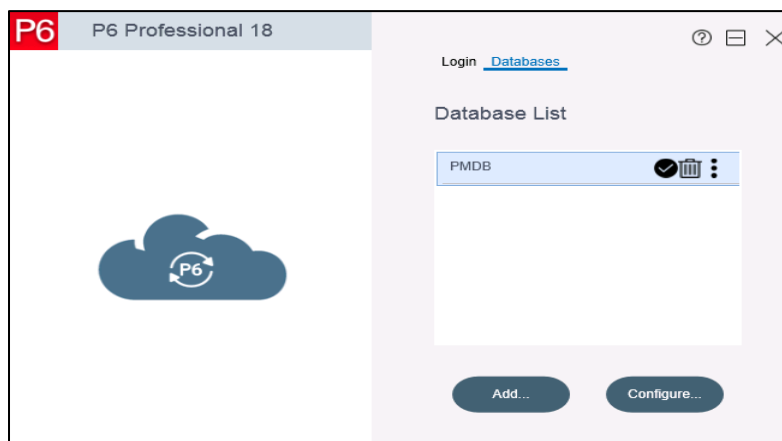 P6 P6 Professional 18
Login Databases
Database List
PMDB
P6
Add... Configure...